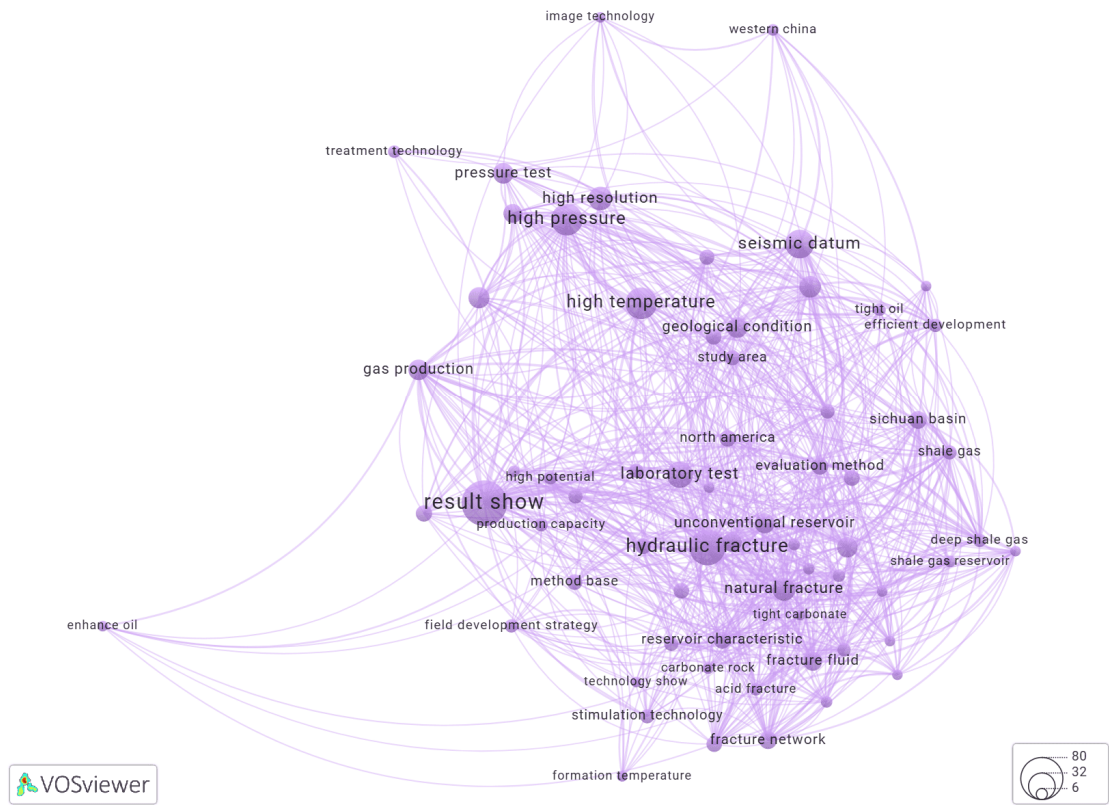 image technology
western china
treatment technology
pressure test
high resolution
high pressure
seismic datum
high temperature
tight oil
geological condition
efficient development
study area
gas production
sichuan basin
north america
shale gas
evaluation method
laboratory test
high potential
result show
production capacity
unconventional reservoir
hydraulic fracture
deep shale gas
shale gas reservoir
method base
natural fracture
tight carbonate
enhance oil
field development strategy
reservoir characteristic
fracture fluid
carbonate rock
technology show
acid fracture
stimulation technology
fracture network
formation temperature
VOSviewer
80
32
6